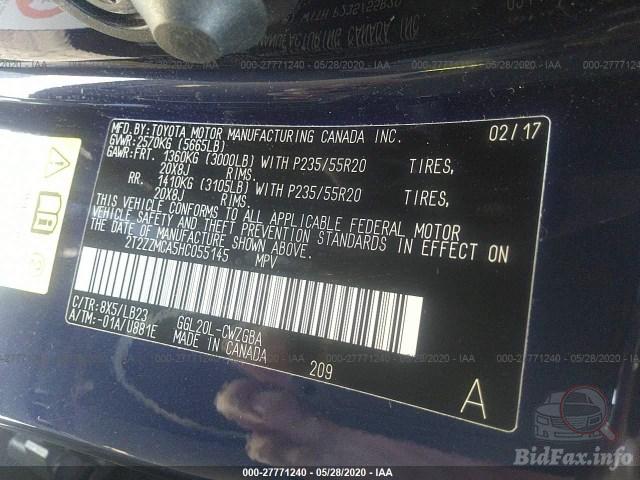 000-27771240 - 05/28/2020 - IAA
MFD.BY:TOYOTA MOTOR MANUFACTURING CANADA INC. 02/17
GVWR:2570KG (5665LB)
GAWR:FRT. 1360KG (3000LB) WITH P235/55R20 TIRES,
20X8J RIMS.
RR. 1410KG (3105LB) WITH P235/55R20 TIRES,
20X8J RIMS.
THIS VEHICLE CONFORMS TO ALL APPLICABLE FEDERAL MOTOR
VEHICLE SAFETY AND THEFT PREVENTION STANDARDS IN EFFECT ON
THE DATE OF MANUFACTURE SHOWN ABOVE.
2T2ZZMCA5HC055145 MPV
C/TR:8X5/LB23 GGL20L-CWZGBA
A/TM:-01A/U881E MADE IN CANADA
209
A
BidFax.info
000-27771240 - 05/28/2020 - IAA